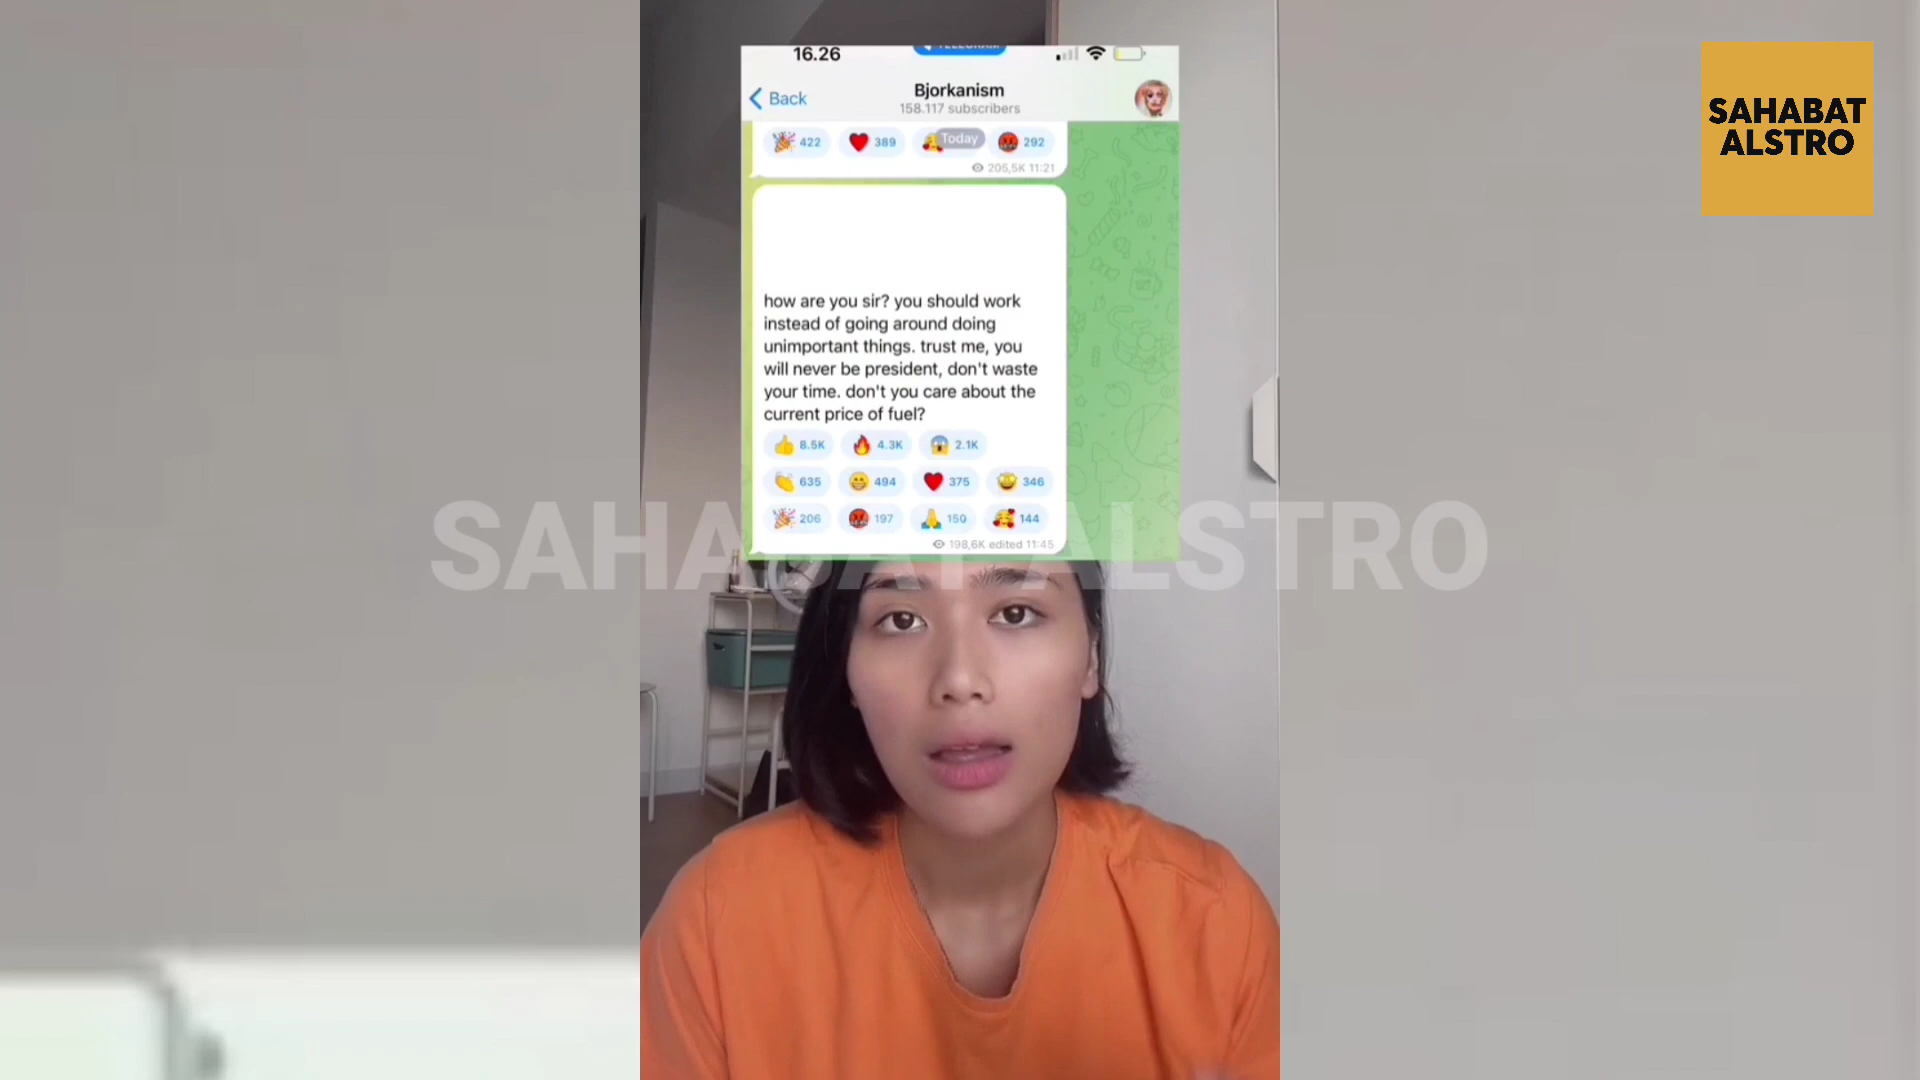 16.26
TELEGRAM
Back
Bjorkanism
158.117 subscribers
SAHABAT
ALSTRO
422
389
Today
292
205,5K 11:21
how are you sir? you should work
instead of going around doing
unimportant things. trust me, you
will never be president, don't waste
your time. don't you care about the
current price of fuel?
8.5K
4.3K
2.1K
635
494
375
346
206
197
150
144
198,6K edited 11:45
SAHABAT ALSTRO